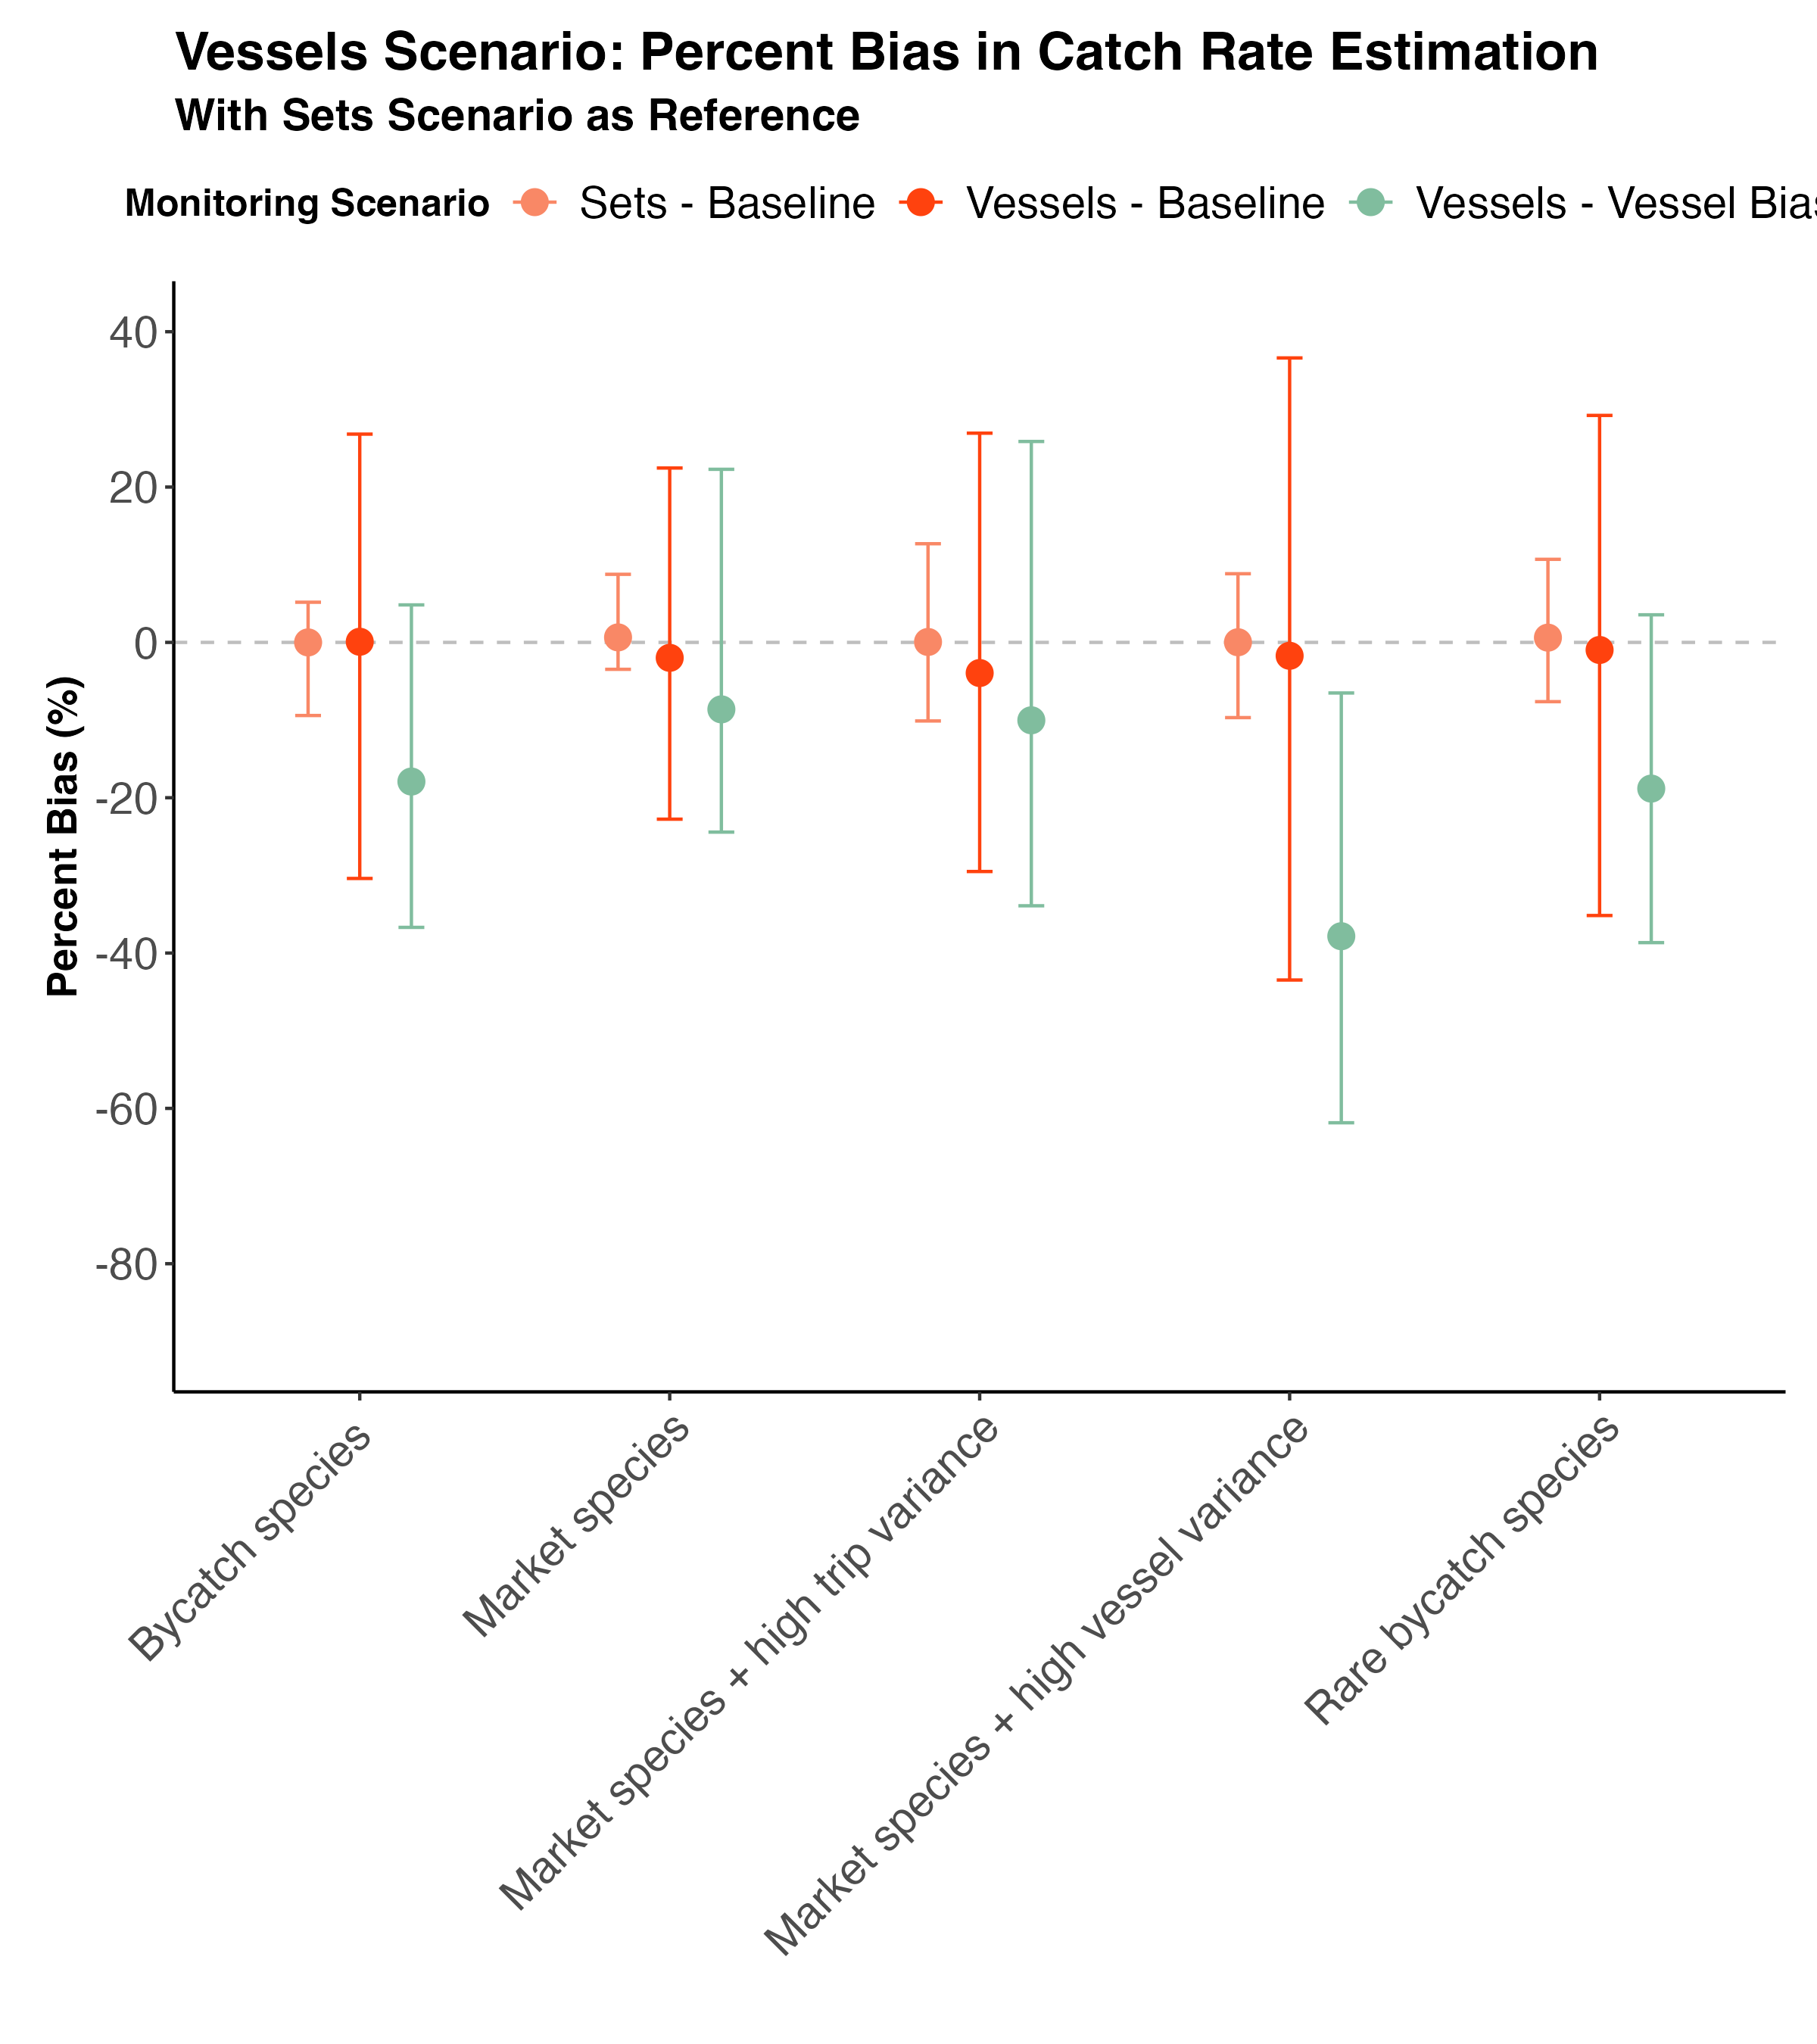 Vessels Scenario: Percent Bias in Catch Rate Estimation
With Sets Scenario as Reference
Monitoring Scenario Sets - Baseline Vessels - Baseline Vessels - Vessel Bias
Percent Bias (%)
40
20
0
-20
-40
-60
-80
Bycatch species
Market species
Market species + high trip variance
Market species + high vessel variance
Rare bycatch species